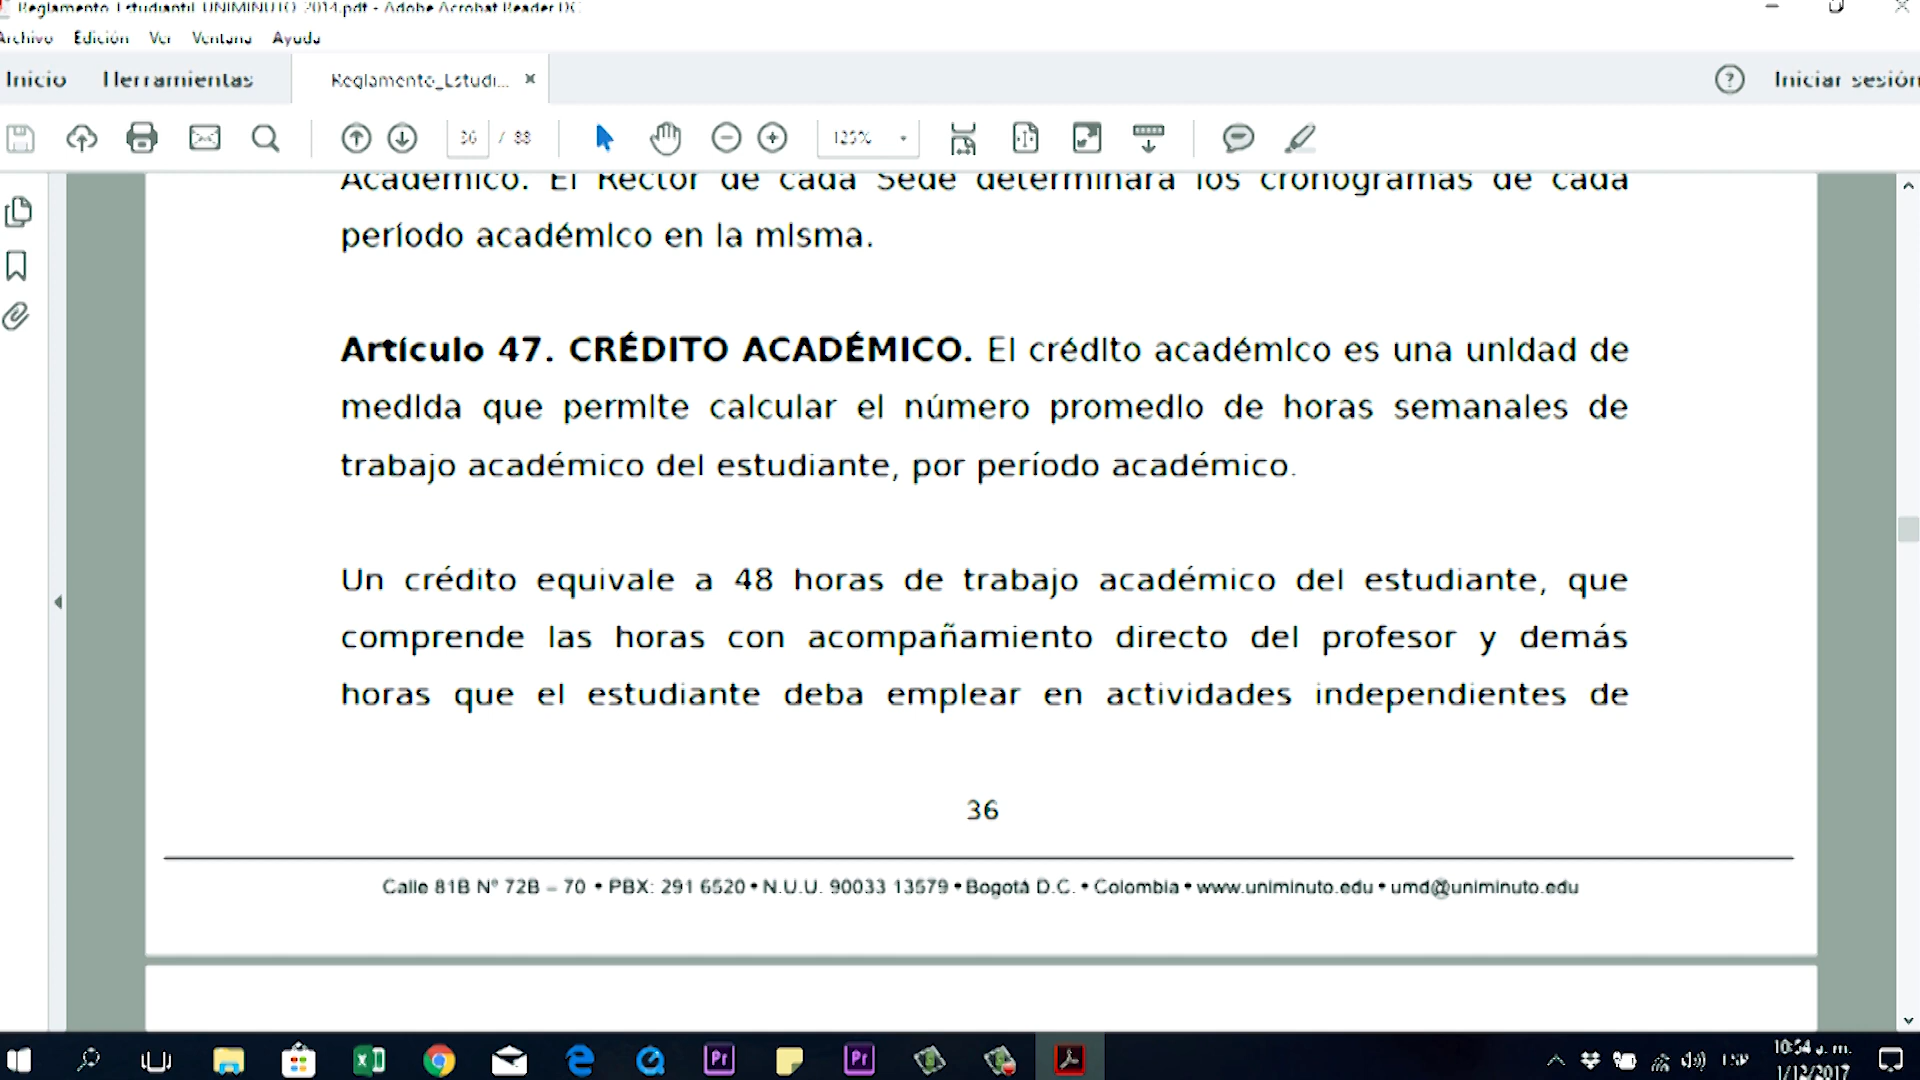 Reglamento_Estudiantil_UNIMINUTO_2014.pdf - Adobe Acrobat Reader DC
Archivo Edición Ver Ventana Ayuda
Inicio Herramientas Reglamento_Estudi... × ? Iniciar sesión
36 / 88 125%
Académico. El Rector de cada Sede determinará los cronogramas de cada
período académico en la misma.
Artículo 47. CRÉDITO ACADÉMICO. El crédito académico es una unidad de
medida que permite calcular el número promedio de horas semanales de
trabajo académico del estudiante, por período académico.
Un crédito equivale a 48 horas de trabajo académico del estudiante, que
comprende las horas con acompañamiento directo del profesor y demás
horas que el estudiante deba emplear en actividades independientes de
36
Calle 81B N° 72B – 70 • PBX: 291 6520 • N.U.U. 90033 13579 • Bogotá D.C. • Colombia • www.uniminuto.edu • umd@uniminuto.edu
Pr Pr ESP 10:54 a. m.
1/12/2017